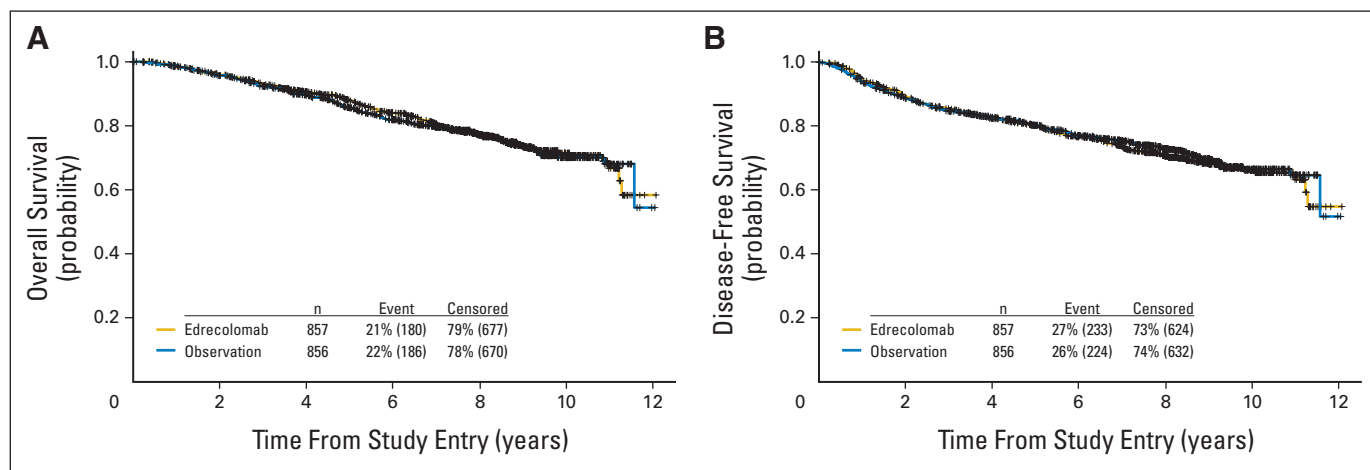 A
Overall Survival
(probability)
1.0
0.8
0.6
0.4
0.2
n Event Censored
Edrecolomab 857 21% (180) 79% (677)
Observation 856 22% (186) 78% (670)
0 2 4 6 8 10 12
Time From Study Entry (years)
B
Disease-Free Survival
(probability)
1.0
0.8
0.6
0.4
0.2
n Event Censored
Edrecolomab 857 27% (233) 73% (624)
Observation 856 26% (224) 74% (632)
0 2 4 6 8 10 12
Time From Study Entry (years)